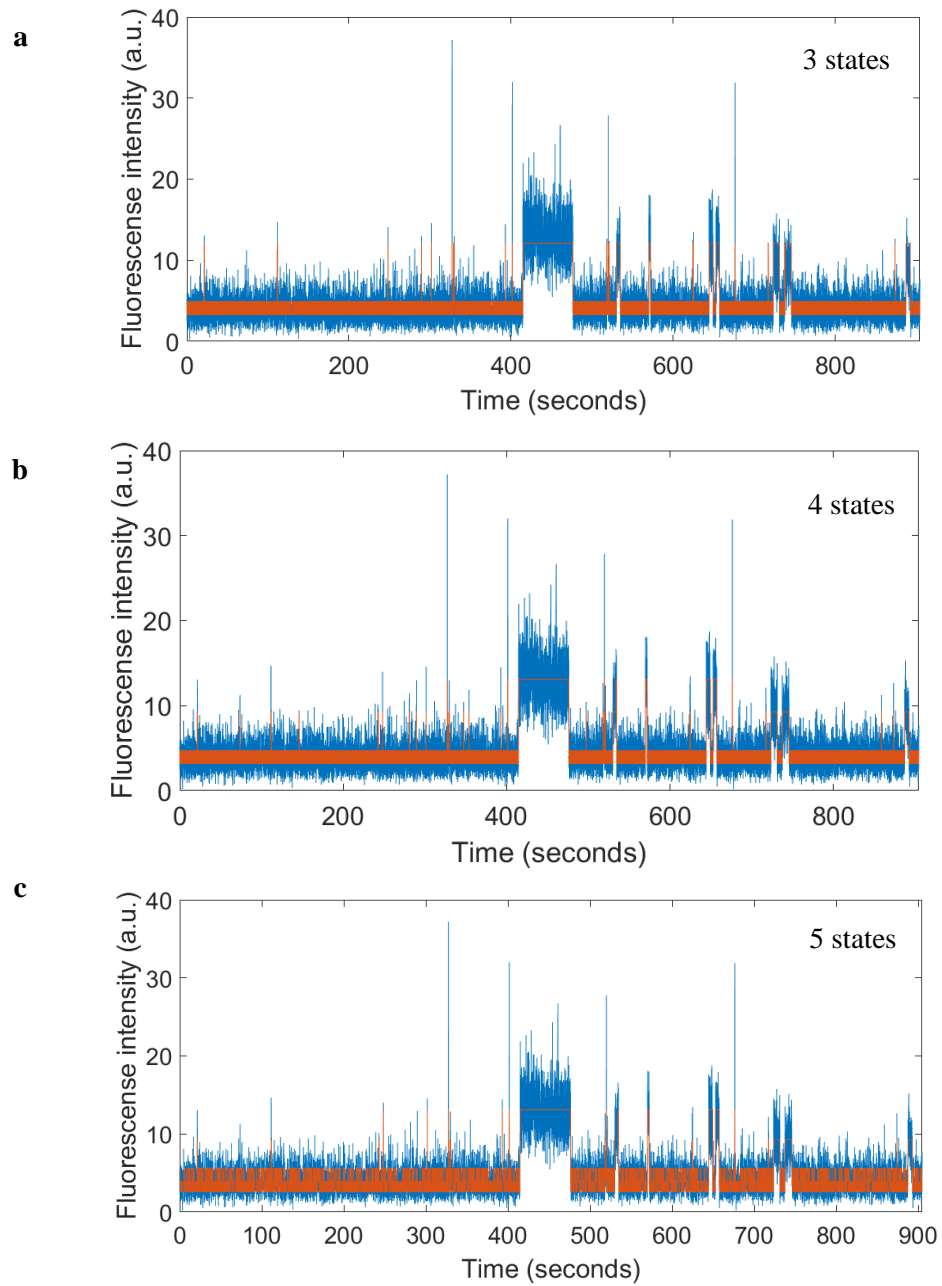 a
3 states
Fluorescense intensity (a.u.)
40
30
20
10
0
0 200 400 600 800
Time (seconds)
b
4 states
Fluorescense intensity (a.u.)
40
30
20
10
0
0 200 400 600 800
Time (seconds)
c
5 states
Fluorescense intensity (a.u.)
40
30
20
10
0
0 100 200 300 400 500 600 700 800 900
Time (seconds)